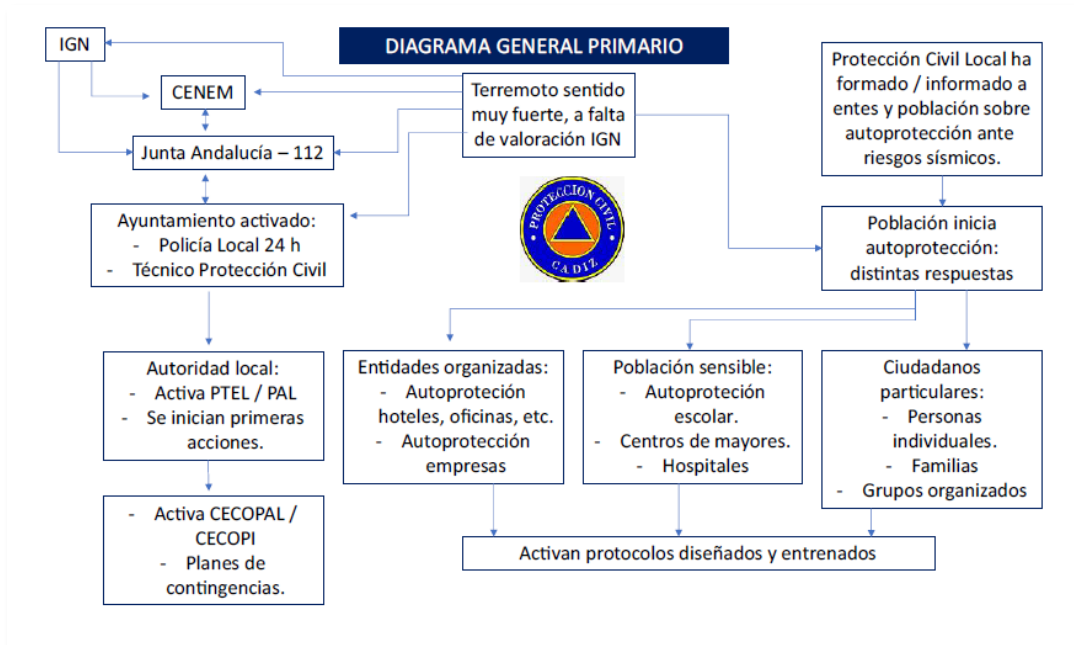 IGN
DIAGRAMA GENERAL PRIMARIO
Protección Civil Local ha
formado / informado a
entes y población sobre
autoprotección ante
riesgos sísmicos.
CENEM
Terremoto sentido
muy fuerte, a falta
de valoración IGN
Junta Andalucía – 112
PROTECCION CIVIL
CADIZ
Ayuntamiento activado:
- Policía Local 24 h
- Técnico Protección Civil
Población inicia
autoprotección:
distintas respuestas
Autoridad local:
- Activa PTEL / PAL
- Se inician primeras
acciones.
Entidades organizadas:
- Autoproteción
hoteles, oficinas, etc.
- Autoprotección
empresas
Población sensible:
- Autoproteción
escolar.
- Centros de mayores.
- Hospitales
Ciudadanos
particulares:
- Personas
individuales.
- Familias
- Grupos organizados
- Activa CECOPAL /
CECOPI
- Planes de
contingencias.
Activan protocolos diseñados y entrenados